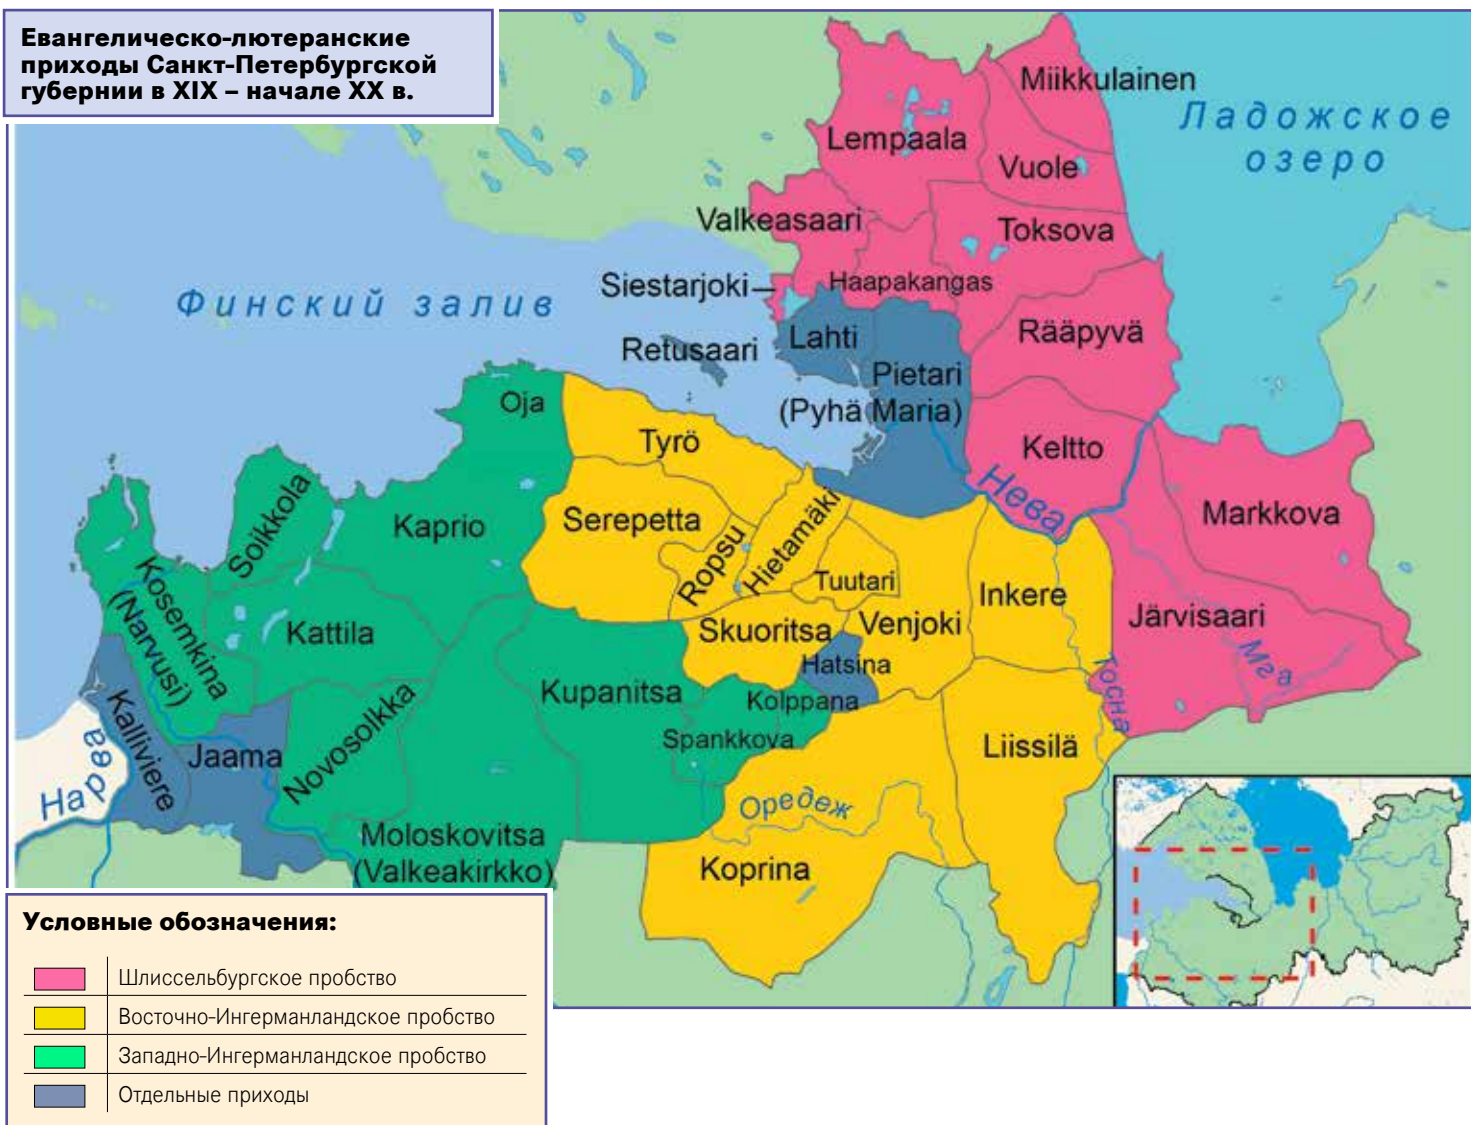 Евангелическо-лютеранские
приходы Санкт-Петербургской
губернии в XIX – начале XX в.
Miikkulainen
Ладожское
озеро
Lempaala
Vuole
Valkeasaari
Toksova
Siestarjoki
Haapakangas
Финский залив
Rääpyvä
Retusaari
Lahti
Pietari
(Pyhä Maria)
Oja
Tyrö
Keltto
Нева
Soikkola
Kaprio
Serepetta
Ropsu
Hietamäki
Markkova
Kosemkina
(Narvusi)
Tuutari
Inkere
Järvisaari
Kattila
Skuoritsa
Venjoki
Мга
Hatsina
Тосна
Kupanitsa
Kolppana
Spankkova
Kalliviere
Jaama
Novosolkka
Liissilä
Нарва
Оредеж
Moloskovitsa
(Valkeakirkko)
Koprina
Условные обозначения:
Шлиссельбургское пробство
Восточно-Ингерманландское пробство
Западно-Ингерманландское пробство
Отдельные приходы